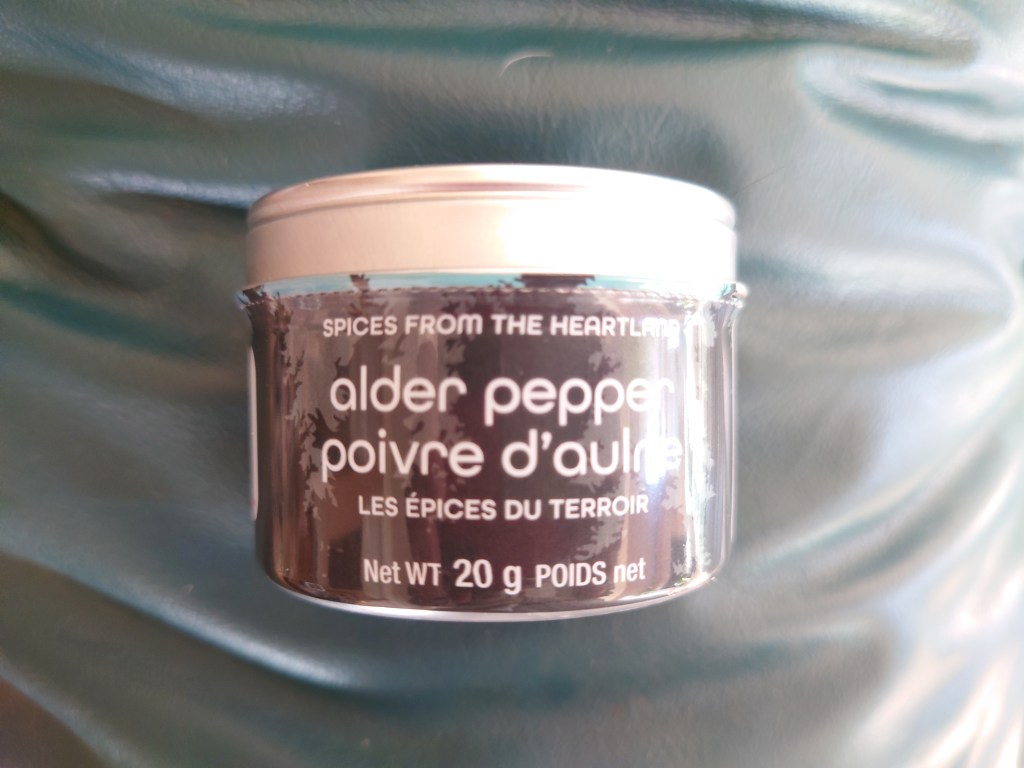 SPICES FROM THE HEARTLAND
alder pepper
poivre d'aulne
LES ÉPICES DU TERROIR
Net WT 20 g POIDS net